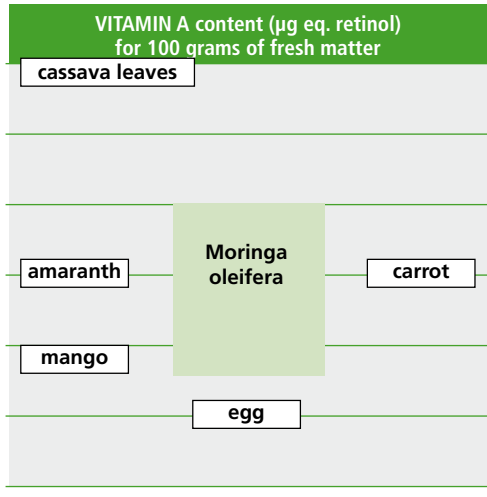 VITAMIN A content (µg eq. retinol)
for 100 grams of fresh matter
cassava leaves
Moringa
oleifera
amaranth
carrot
mango
egg